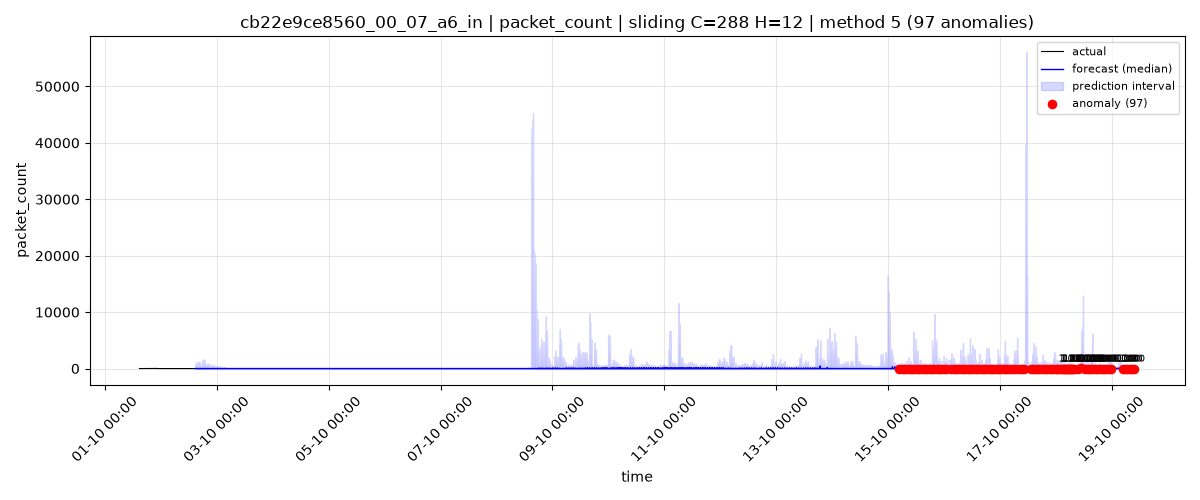 cb22e9ce8560_00_07_a6_in | packet_count | sliding C=288 H=12 | method 5 (97 anomalies)
actual
forecast (median)
prediction interval
anomaly (97)
packet_count
50000
40000
30000
20000
10000
0
01-10 00:00
03-10 00:00
05-10 00:00
07-10 00:00
09-10 00:00
11-10 00:00
13-10 00:00
15-10 00:00
17-10 00:00
19-10 00:00
time